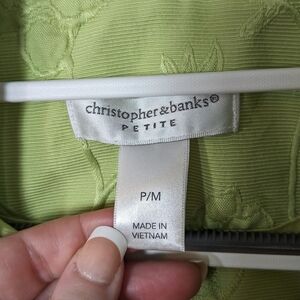 christopher&banks®
PETITE
P/M
MADE IN
VIETNAM